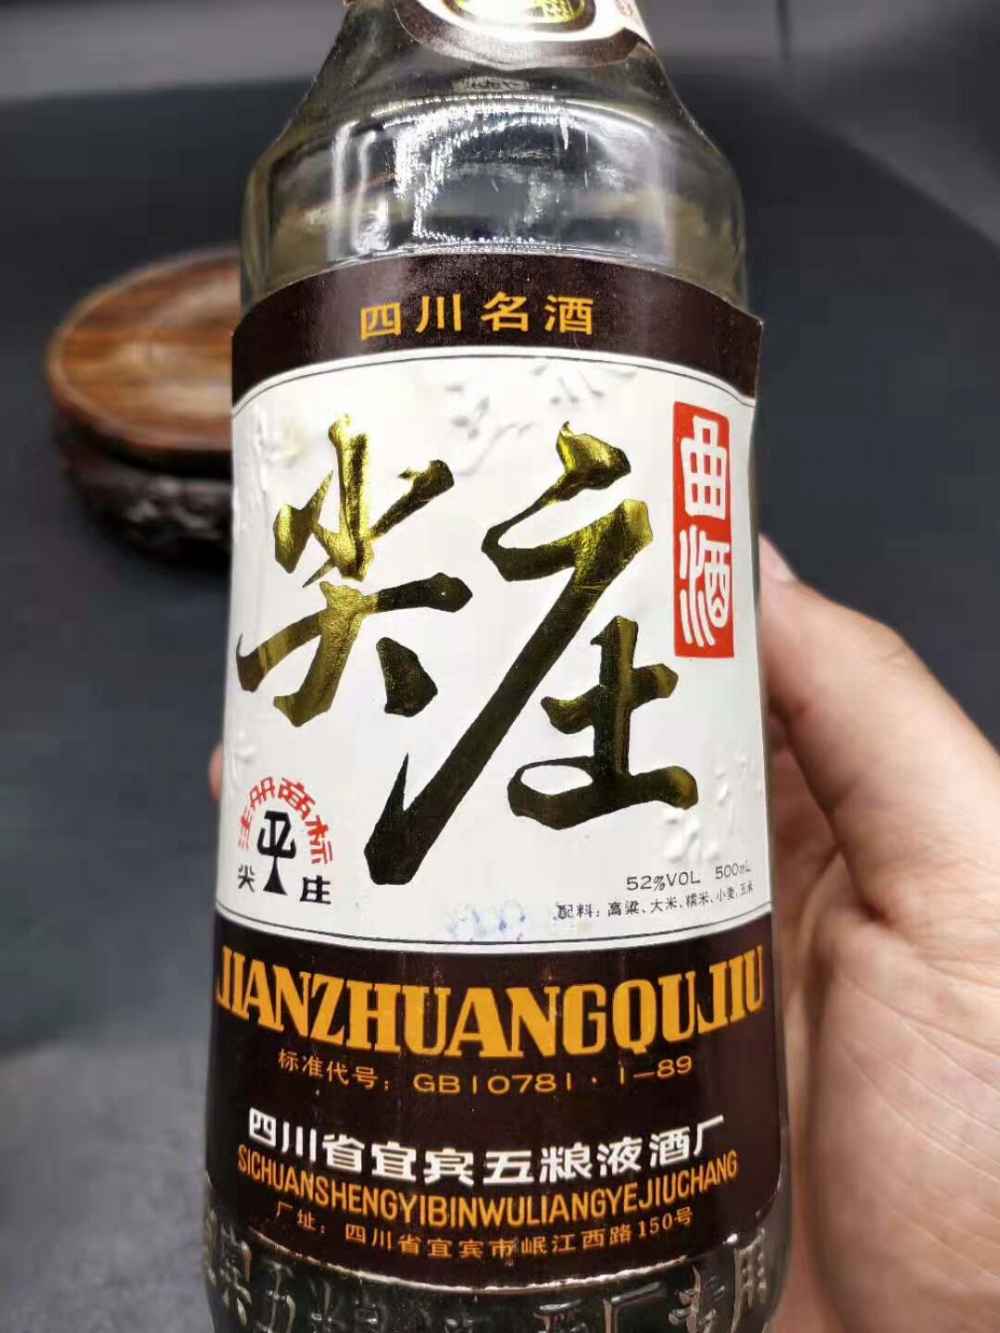 四川名酒
尖庄
曲酒
注册商标
尖庄
52%VOL 500mL
配料：高粱、大米、糯米、小麦、玉米
JIANZHUANGQUJIU
标准代号：GB10781·1-89
四川省宜宾五粮液酒厂
SICHUANSHENGYIBINWULIANGYEJIUCHANG
厂址：四川省宜宾市岷江西路150号
厂专用